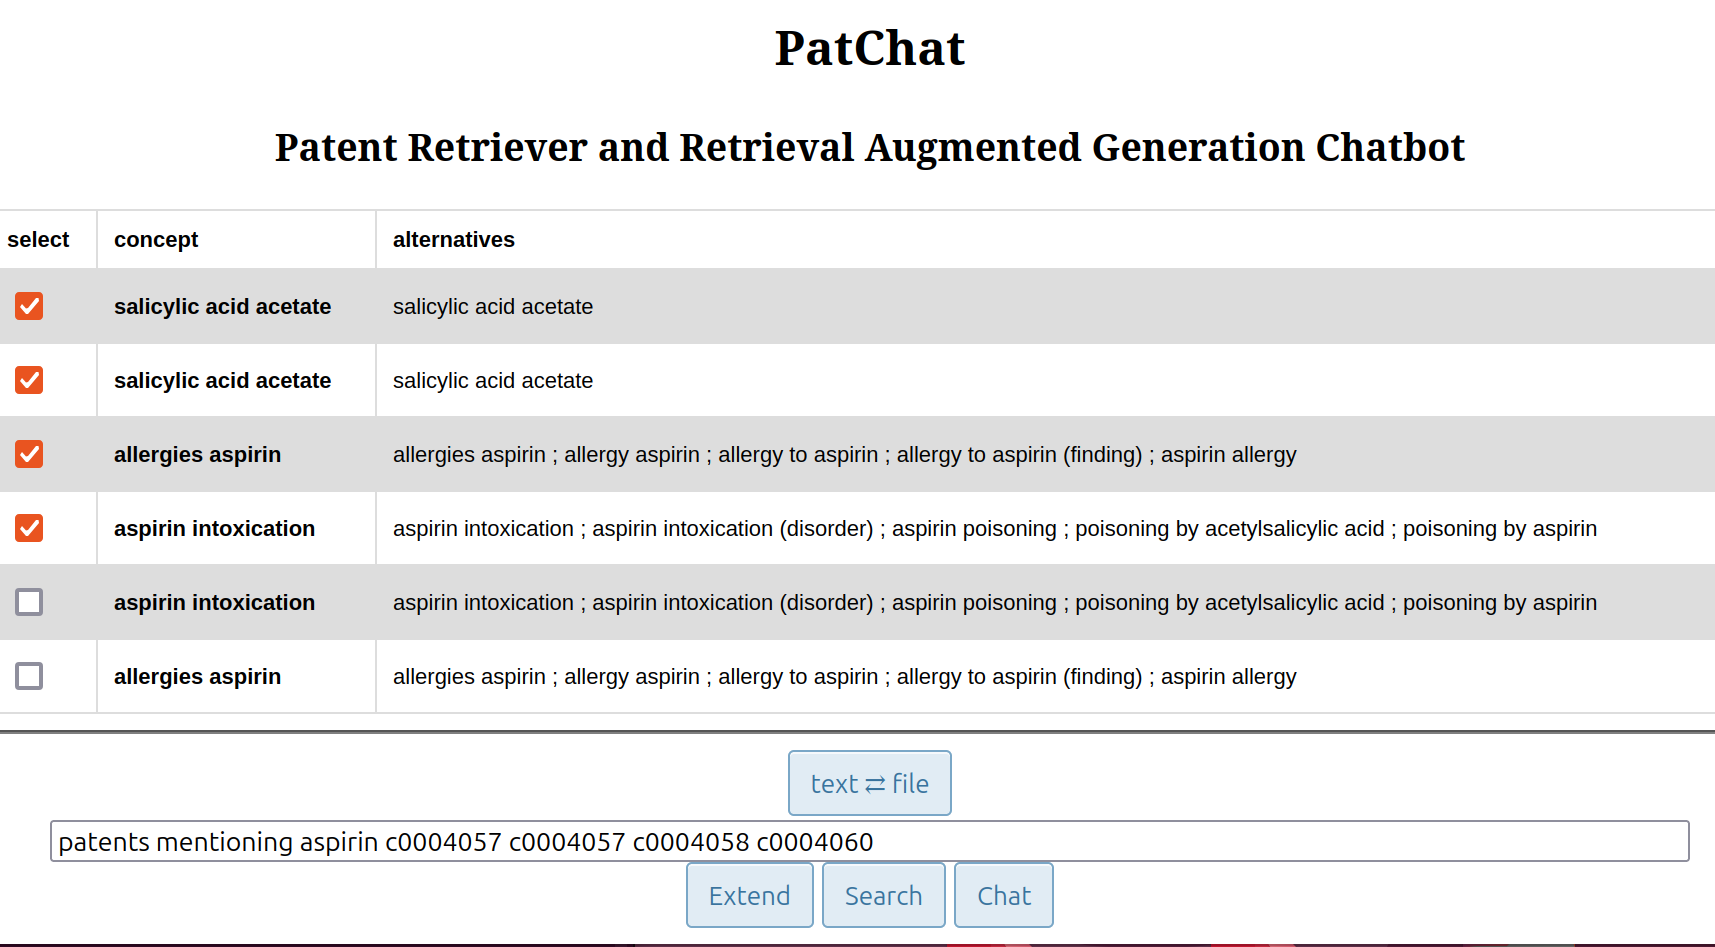 PatChat
Patent Retriever and Retrieval Augmented Generation Chatbot
select concept alternatives
salicylic acid acetate salicylic acid acetate
salicylic acid acetate salicylic acid acetate
allergies aspirin allergies aspirin ; allergy aspirin ; allergy to aspirin ; allergy to aspirin (finding) ; aspirin allergy
aspirin intoxication aspirin intoxication ; aspirin intoxication (disorder) ; aspirin poisoning ; poisoning by acetylsalicylic acid ; poisoning by aspirin
aspirin intoxication aspirin intoxication ; aspirin intoxication (disorder) ; aspirin poisoning ; poisoning by acetylsalicylic acid ; poisoning by aspirin
allergies aspirin allergies aspirin ; allergy aspirin ; allergy to aspirin ; allergy to aspirin (finding) ; aspirin allergy
text ⇄ file
patents mentioning aspirin c0004057 c0004057 c0004058 c0004060
Extend Search Chat